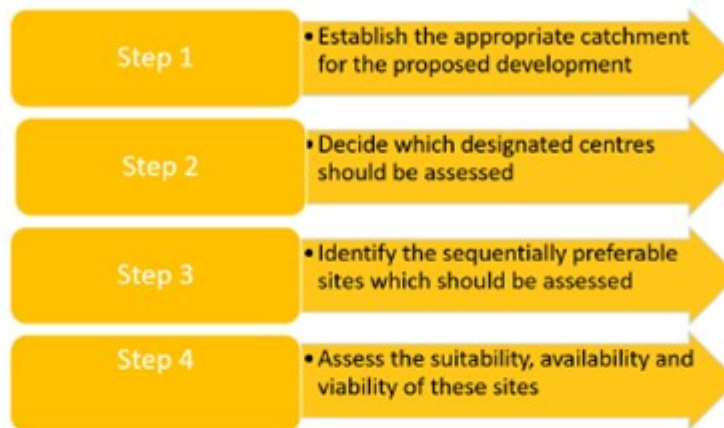 Step 1
• Establish the appropriate catchment
for the proposed development
Step 2
• Decide which designated centres
should be assessed
Step 3
• Identify the sequentially preferable
sites which should be assessed
Step 4
• Assess the suitability, availability and
viability of these sites